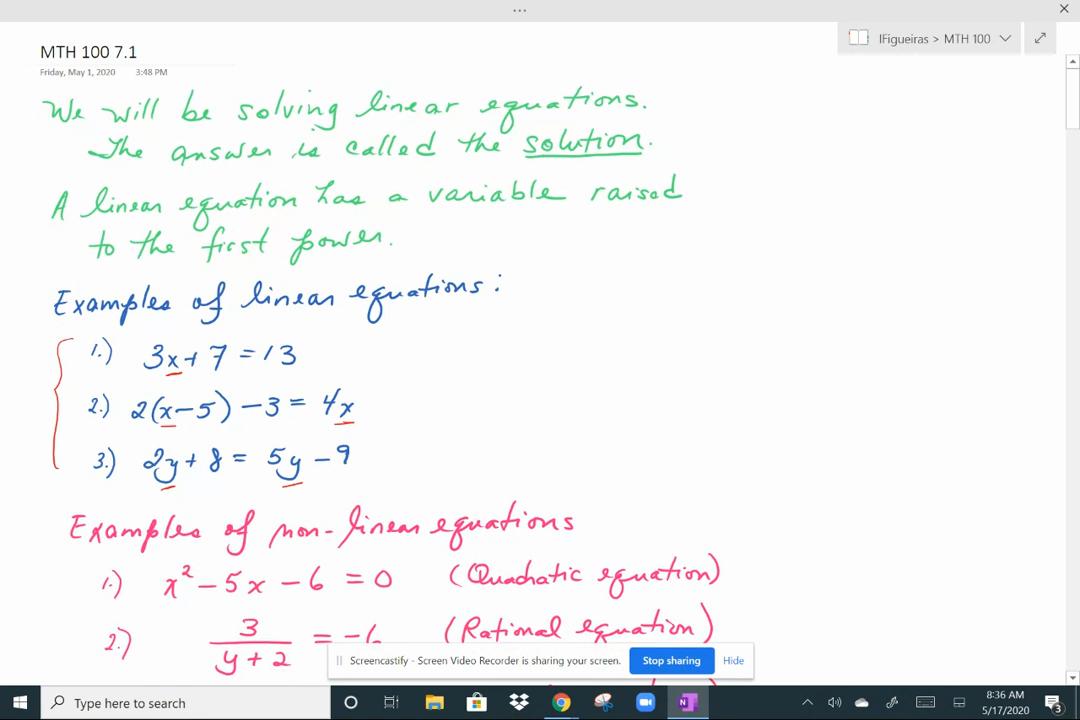 MTH 100 7.1
IFigueiras > MTH 100
Friday, May 1, 2020 3:48 PM
We will be solving linear equations.
The answer is called the solution.
A linear equation has a variable raised
to the first power.
Examples of linear equations:
1.) 3x + 7 = 13
2.) 2(x - 5) - 3 = 4x
3.) 2y + 8 = 5y - 9
Examples of non-linear equations
1.) x² - 5x - 6 = 0 (Quadratic equation)
2.) 3/(y + 2) = -6 (Rational equation)
Screencastify - Screen Video Recorder is sharing your screen. Stop sharing Hide
Type here to search
8:36 AM
5/17/2020
3